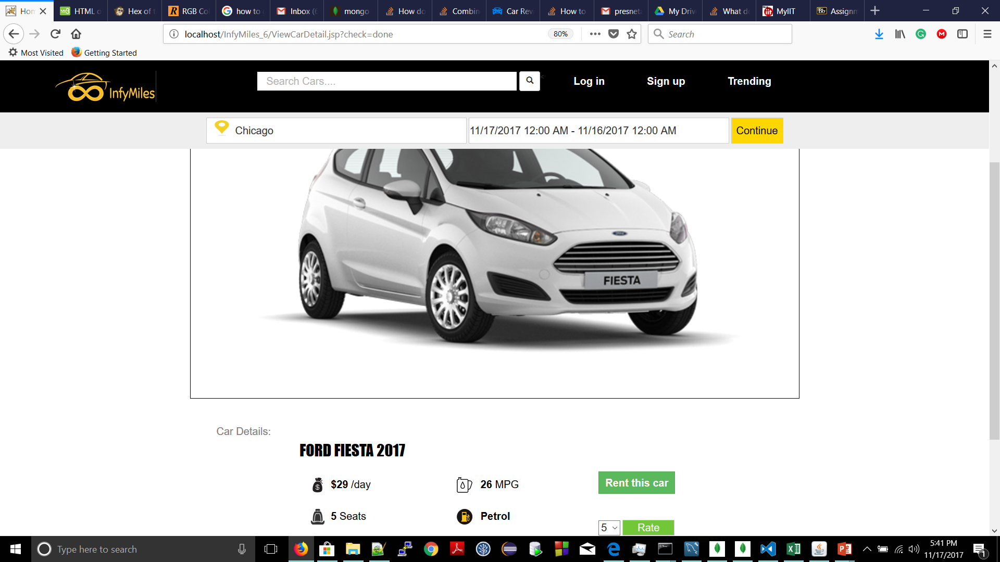 Hom
HTML c
Hex of t
RGB Co
how to
Inbox (6
mongo
How do
Combin
Car Rev
How to
presnet
My Driv
What d
MyIIT
Assignm
localhost/InfyMiles_6/ViewCarDetail.jsp?check=done
80%
Search
Most Visited
Getting Started
InfyMiles
Search Cars....
Log in
Sign up
Trending
Chicago
11/17/2017 12:00 AM - 11/16/2017 12:00 AM
Continue
FIESTA
Car Details:
FORD FIESTA 2017
$29 /day
26 MPG
Rent this car
5 Seats
Petrol
5
Rate
Type here to search
5:41 PM
11/17/2017
1